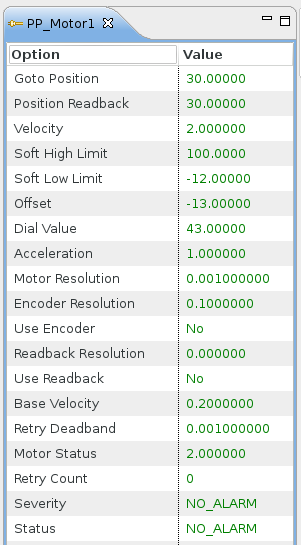 PP_Motor1
Option Value
Goto Position 30.00000
Position Readback 30.00000
Velocity 2.000000
Soft High Limit 100.0000
Soft Low Limit -12.00000
Offset -13.00000
Dial Value 43.00000
Acceleration 1.000000
Motor Resolution 0.001000000
Encoder Resolution 0.1000000
Use Encoder No
Readback Resolution 0.000000
Use Readback No
Base Velocity 0.2000000
Retry Deadband 0.001000000
Motor Status 2.000000
Retry Count 0
Severity NO_ALARM
Status NO_ALARM